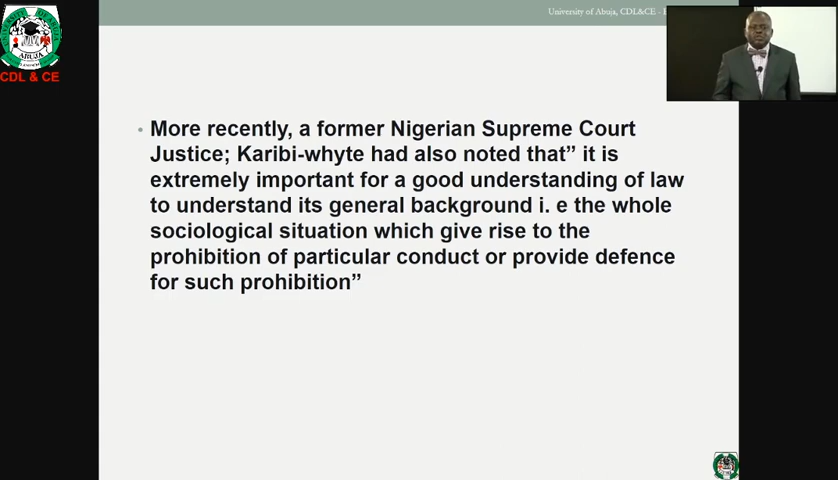 University of Abuja, CDL&CE -
ABUJA
CDL & CE
More recently, a former Nigerian Supreme Court
Justice; Karibi-whyte had also noted that” it is
extremely important for a good understanding of law
to understand its general background i. e the whole
sociological situation which give rise to the
prohibition of particular conduct or provide defence
for such prohibition”